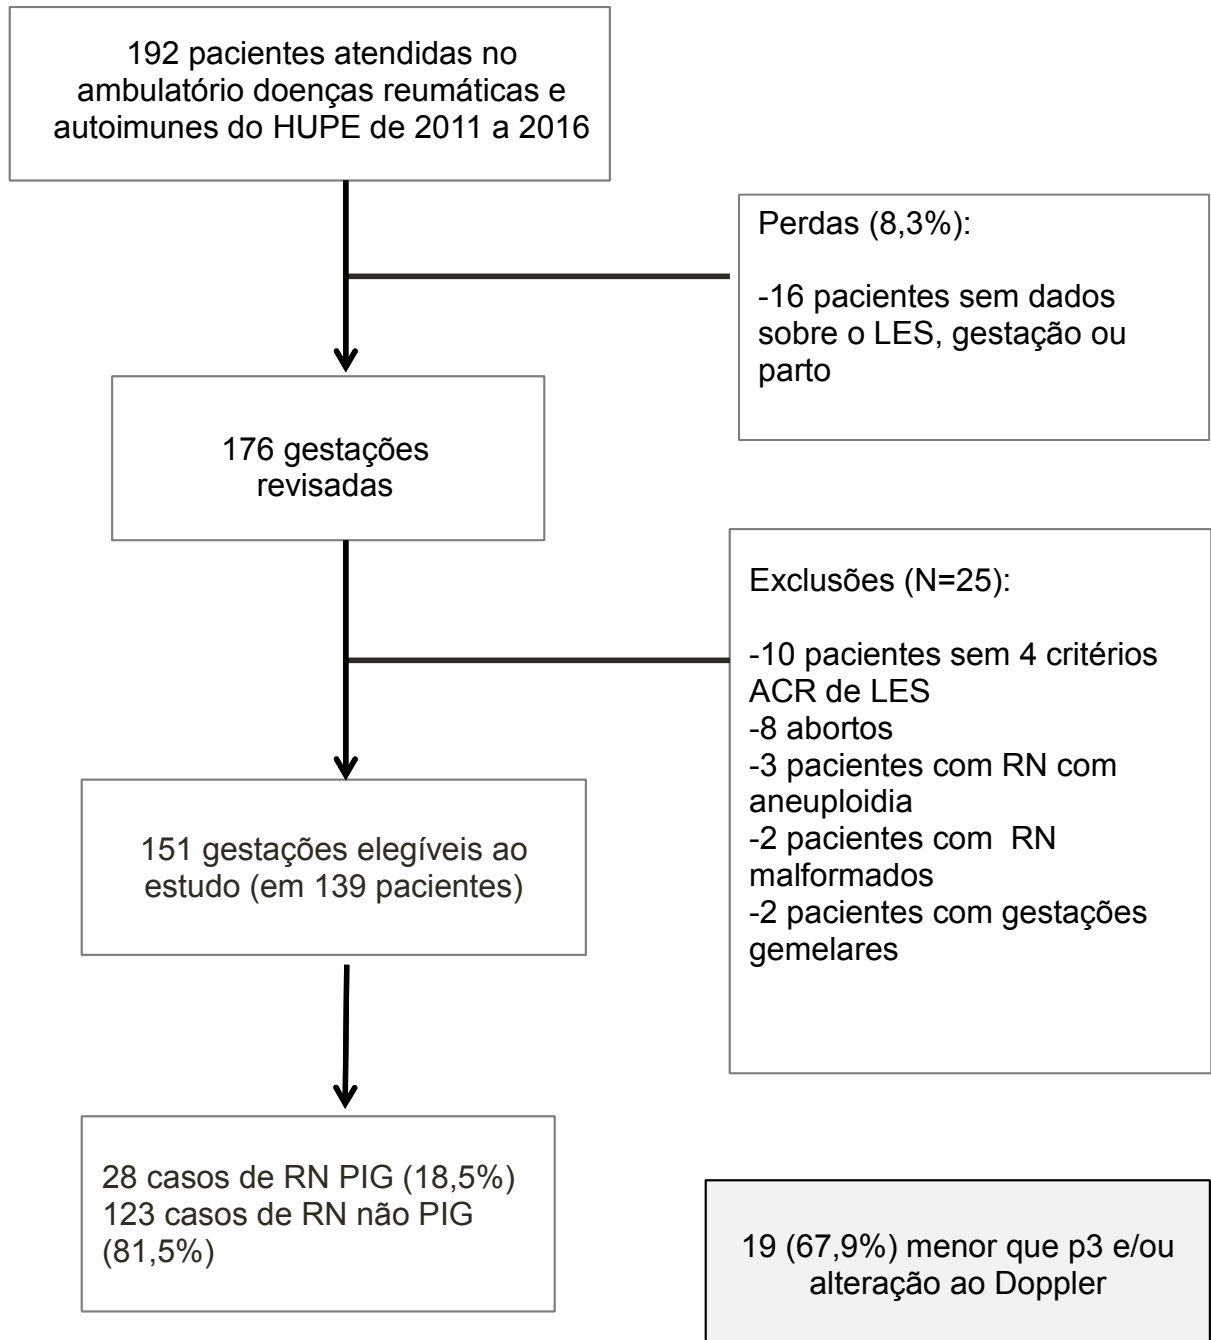 192 pacientes atendidas no
ambulatório doenças reumáticas e
autoimunes do HUPE de 2011 a 2016
Perdas (8,3%):
-16 pacientes sem dados
sobre o LES, gestação ou
parto
176 gestações
revisadas
Exclusões (N=25):
-10 pacientes sem 4 critérios
ACR de LES
-8 abortos
-3 pacientes com RN com
aneuploidia
-2 pacientes com  RN
malformados
-2 pacientes com gestações
gemelares
151 gestações elegíveis ao
estudo (em 139 pacientes)
28 casos de RN PIG (18,5%)
123 casos de RN não PIG
(81,5%)
19 (67,9%) menor que p3 e/ou
alteração ao Doppler